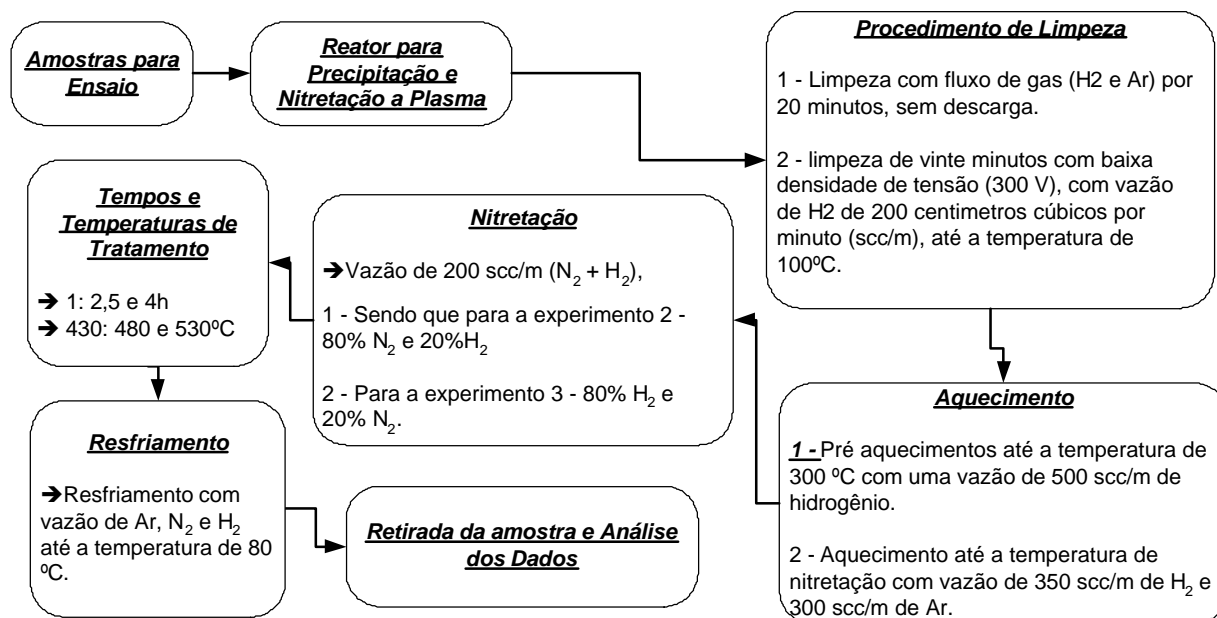 Amostras para
Ensaio
Reator para
Precipitação e
Nitretação a Plasma
Procedimento de Limpeza
1 - Limpeza com fluxo de gas (H2 e Ar) por
20 minutos, sem descarga.
2 - limpeza de vinte minutos com baixa
densidade de tensão (300 V), com vazão
de H2 de 200 centimetros cúbicos por
minuto (scc/m), até a temperatura de
100ºC.
Aquecimento
1 - Pré aquecimentos até a temperatura de
300 ºC com uma vazão de 500 scc/m de
hidrogênio.
2 - Aquecimento até a temperatura de
nitretação com vazão de 350 scc/m de H₂ e
300 scc/m de Ar.
Nitretação
➔Vazão de 200 scc/m (N₂ + H₂),
1 - Sendo que para a experimento 2 -
80% N₂ e 20%H₂
2 - Para a experimento 3 - 80% H₂ e
20% N₂.
Tempos e
Temperaturas de
Tratamento
➔ 1: 2,5 e 4h
➔ 430: 480 e 530ºC
Resfriamento
➔Resfriamento com
vazão de Ar, N₂ e H₂
até a temperatura de 80
ºC.
Retirada da amostra e Análise
dos Dados